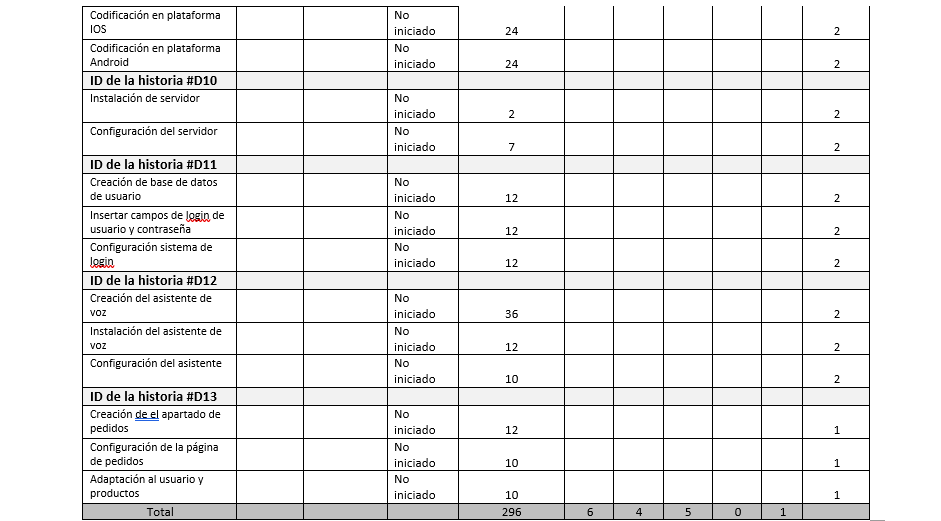 Codificación en plataforma No
IOS iniciado 24 2
Codificación en plataforma No
Android iniciado 24 2
ID de la historia #D10
Instalación de servidor No
iniciado 2 2
Configuración del servidor No
iniciado 7 2
ID de la historia #D11
Creación de base de datos No
de usuario iniciado 12 2
Insertar campos de login de No
usuario y contraseña iniciado 12 2
Configuración sistema de No
login iniciado 12 2
ID de la historia #D12
Creación del asistente de No
voz iniciado 36 2
Instalación del asistente de No
voz iniciado 12 2
Configuración del asistente No
iniciado 10 2
ID de la historia #D13
Creación de el apartado de No
pedidos iniciado 12 1
Configuración de la página No
de pedidos iniciado 10 1
Adaptación al usuario y No
productos iniciado 10 1
Total 296 6 4 5 0 1